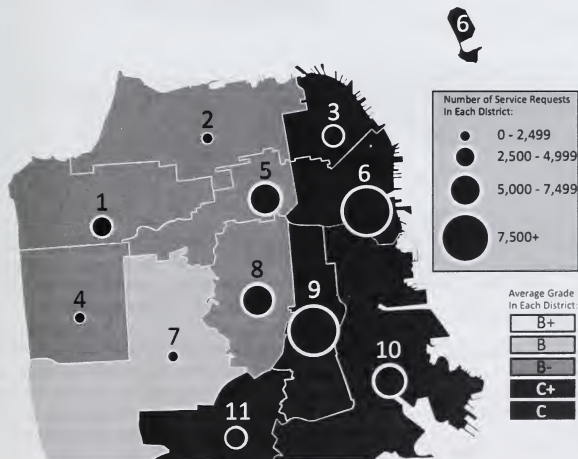 6
2
3
1
5
6
4
8
9
7
10
11
Number of Service Requests
In Each District:
0 - 2,499
2,500 - 4,999
5,000 - 7,499
7,500+
Average Grade
In Each District:
B+
B
B-
C+
C